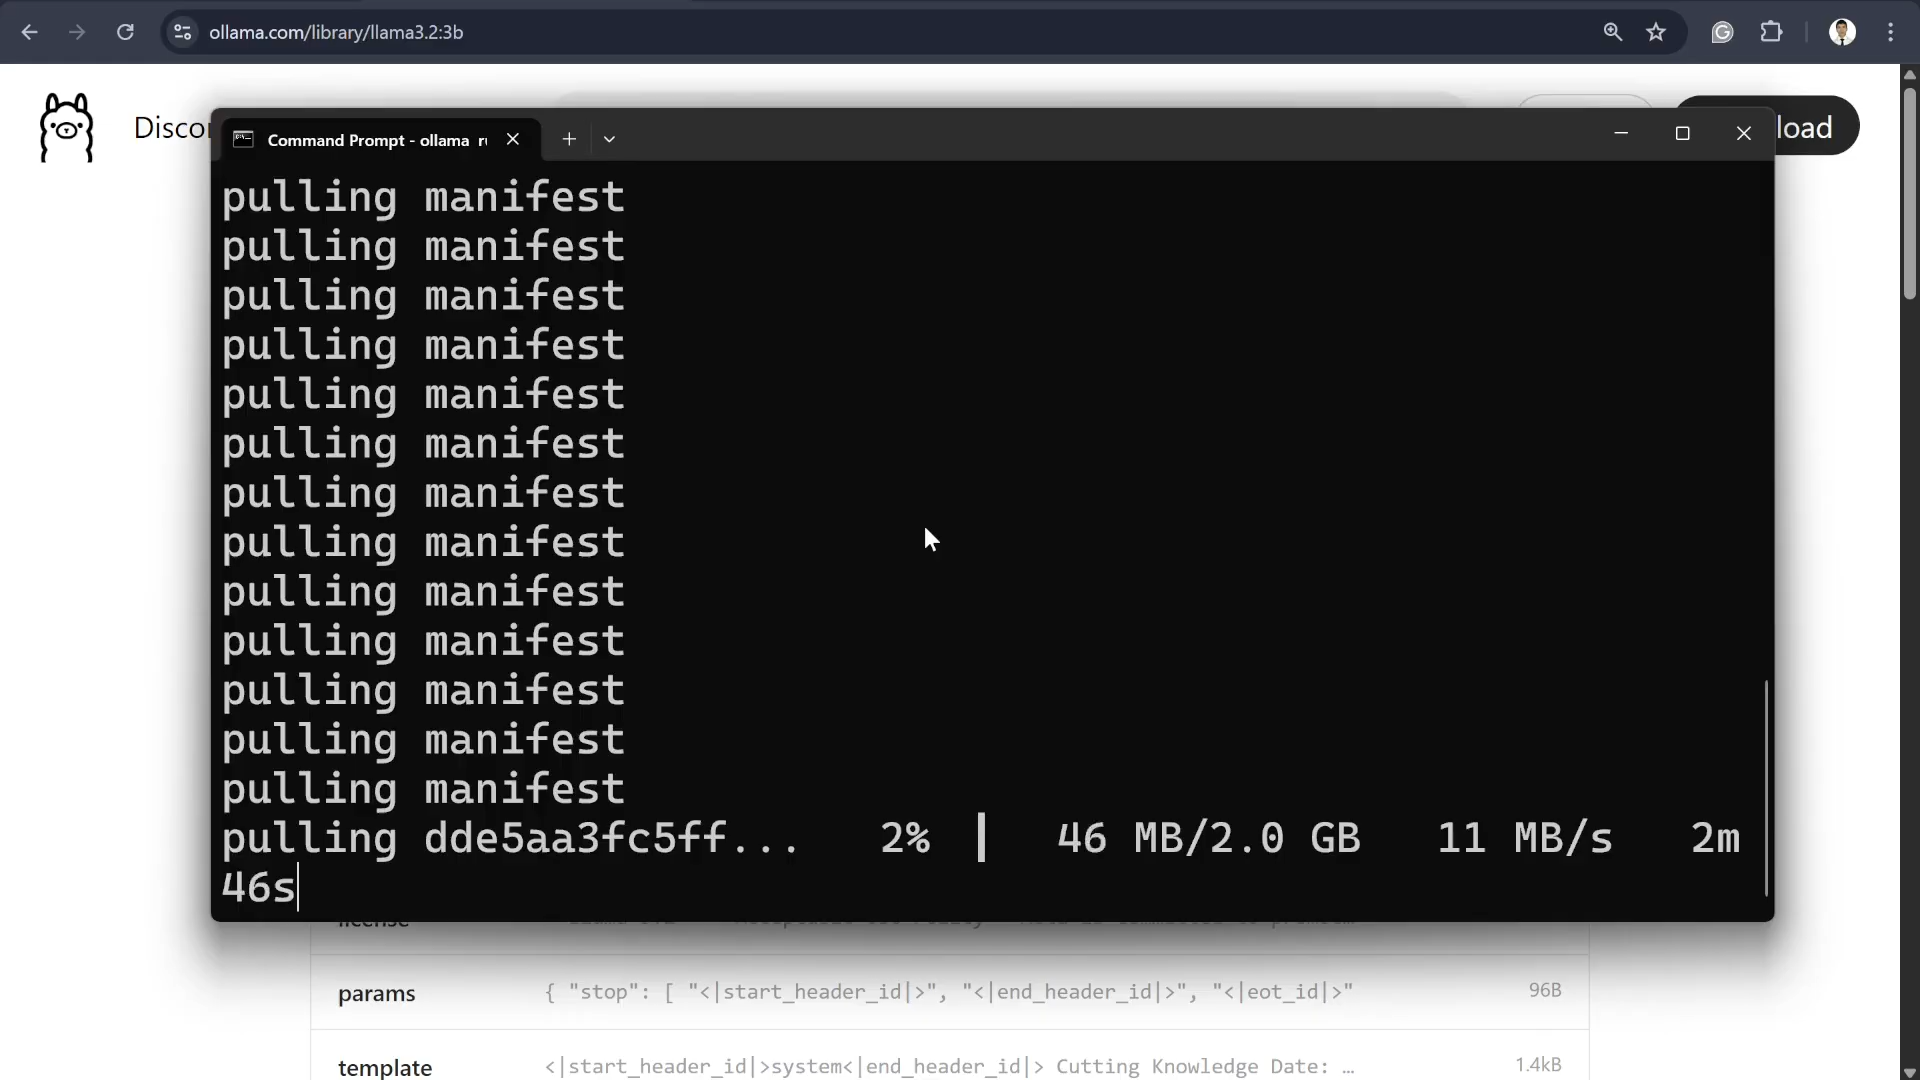 ollama.com/library/llama3.2:3b
Disco
load
Command Prompt - ollama r
pulling manifest
pulling manifest
pulling manifest
pulling manifest
pulling manifest
pulling manifest
pulling manifest
pulling manifest
pulling manifest
pulling manifest
pulling manifest
pulling manifest
pulling manifest
pulling dde5aa3fc5ff... 2% 46 MB/2.0 GB 11 MB/s 2m
46s
license
params { "stop": [ "<|start_header_id|>", "<|end_header_id|>", "<|eot_id|>" 96B
template <|start_header_id|>system<|end_header_id|> Cutting Knowledge Date: … 1.4kB